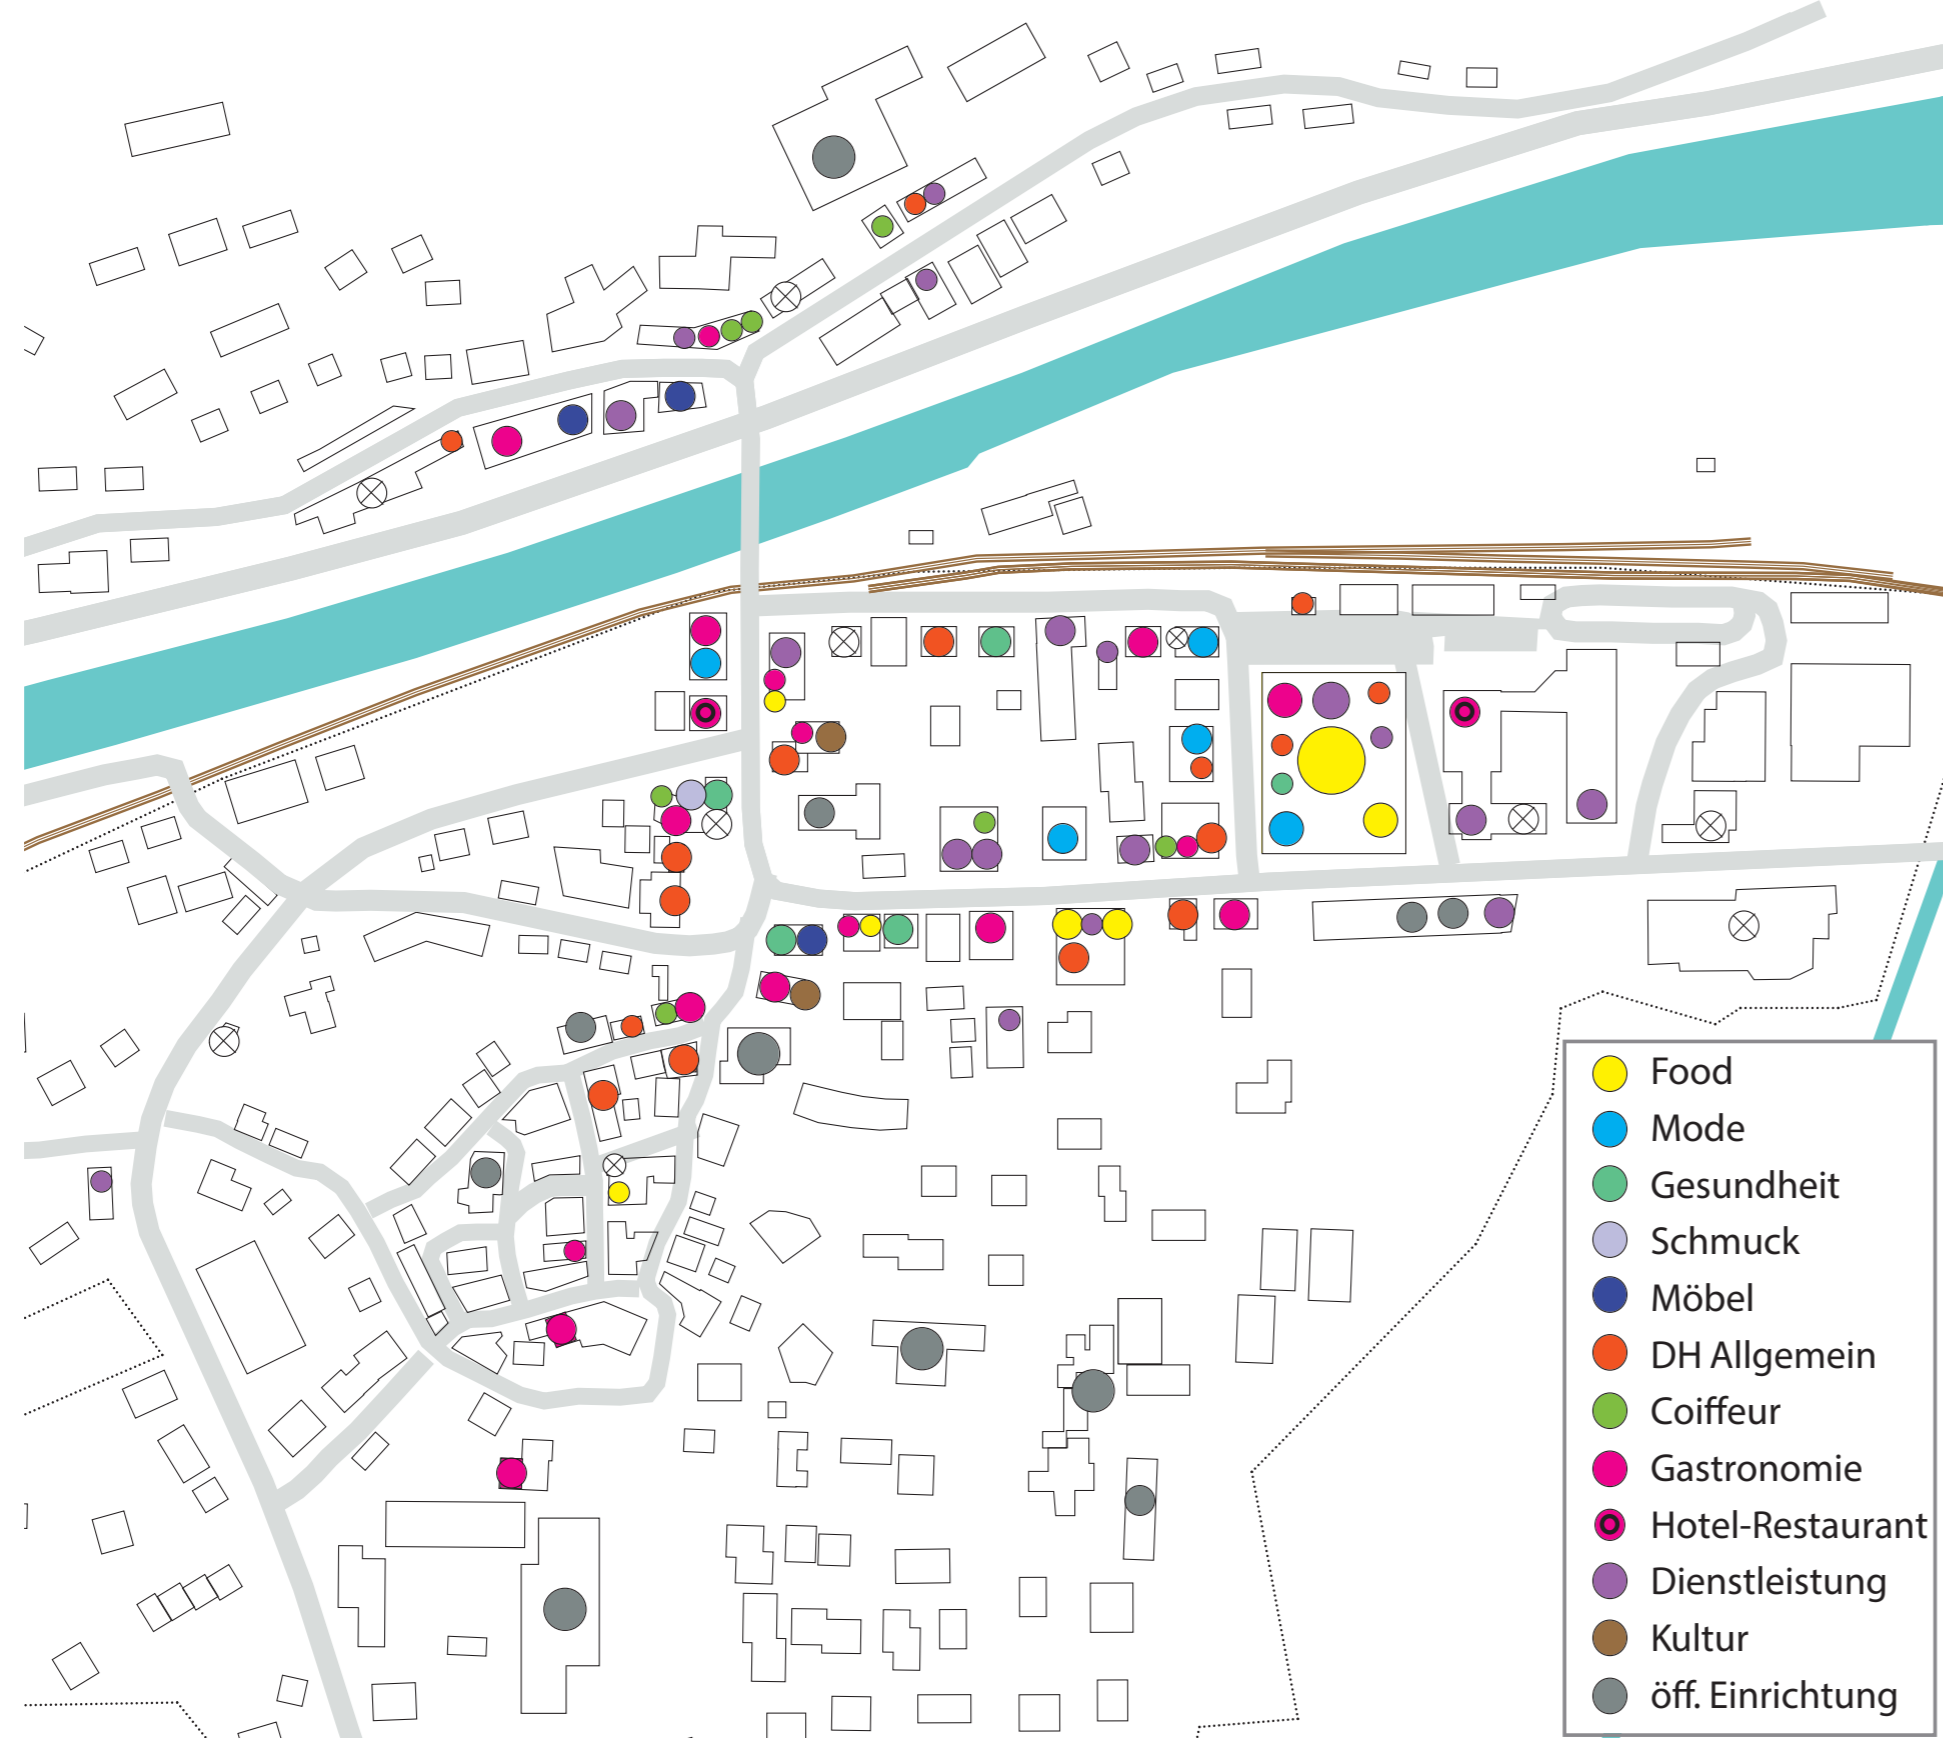 Food
Mode
Gesundheit
Schmuck
Möbel
DH Allgemein
Coiffeur
Gastronomie
Hotel-Restaurant
Dienstleistung
Kultur
öff. Einrichtung